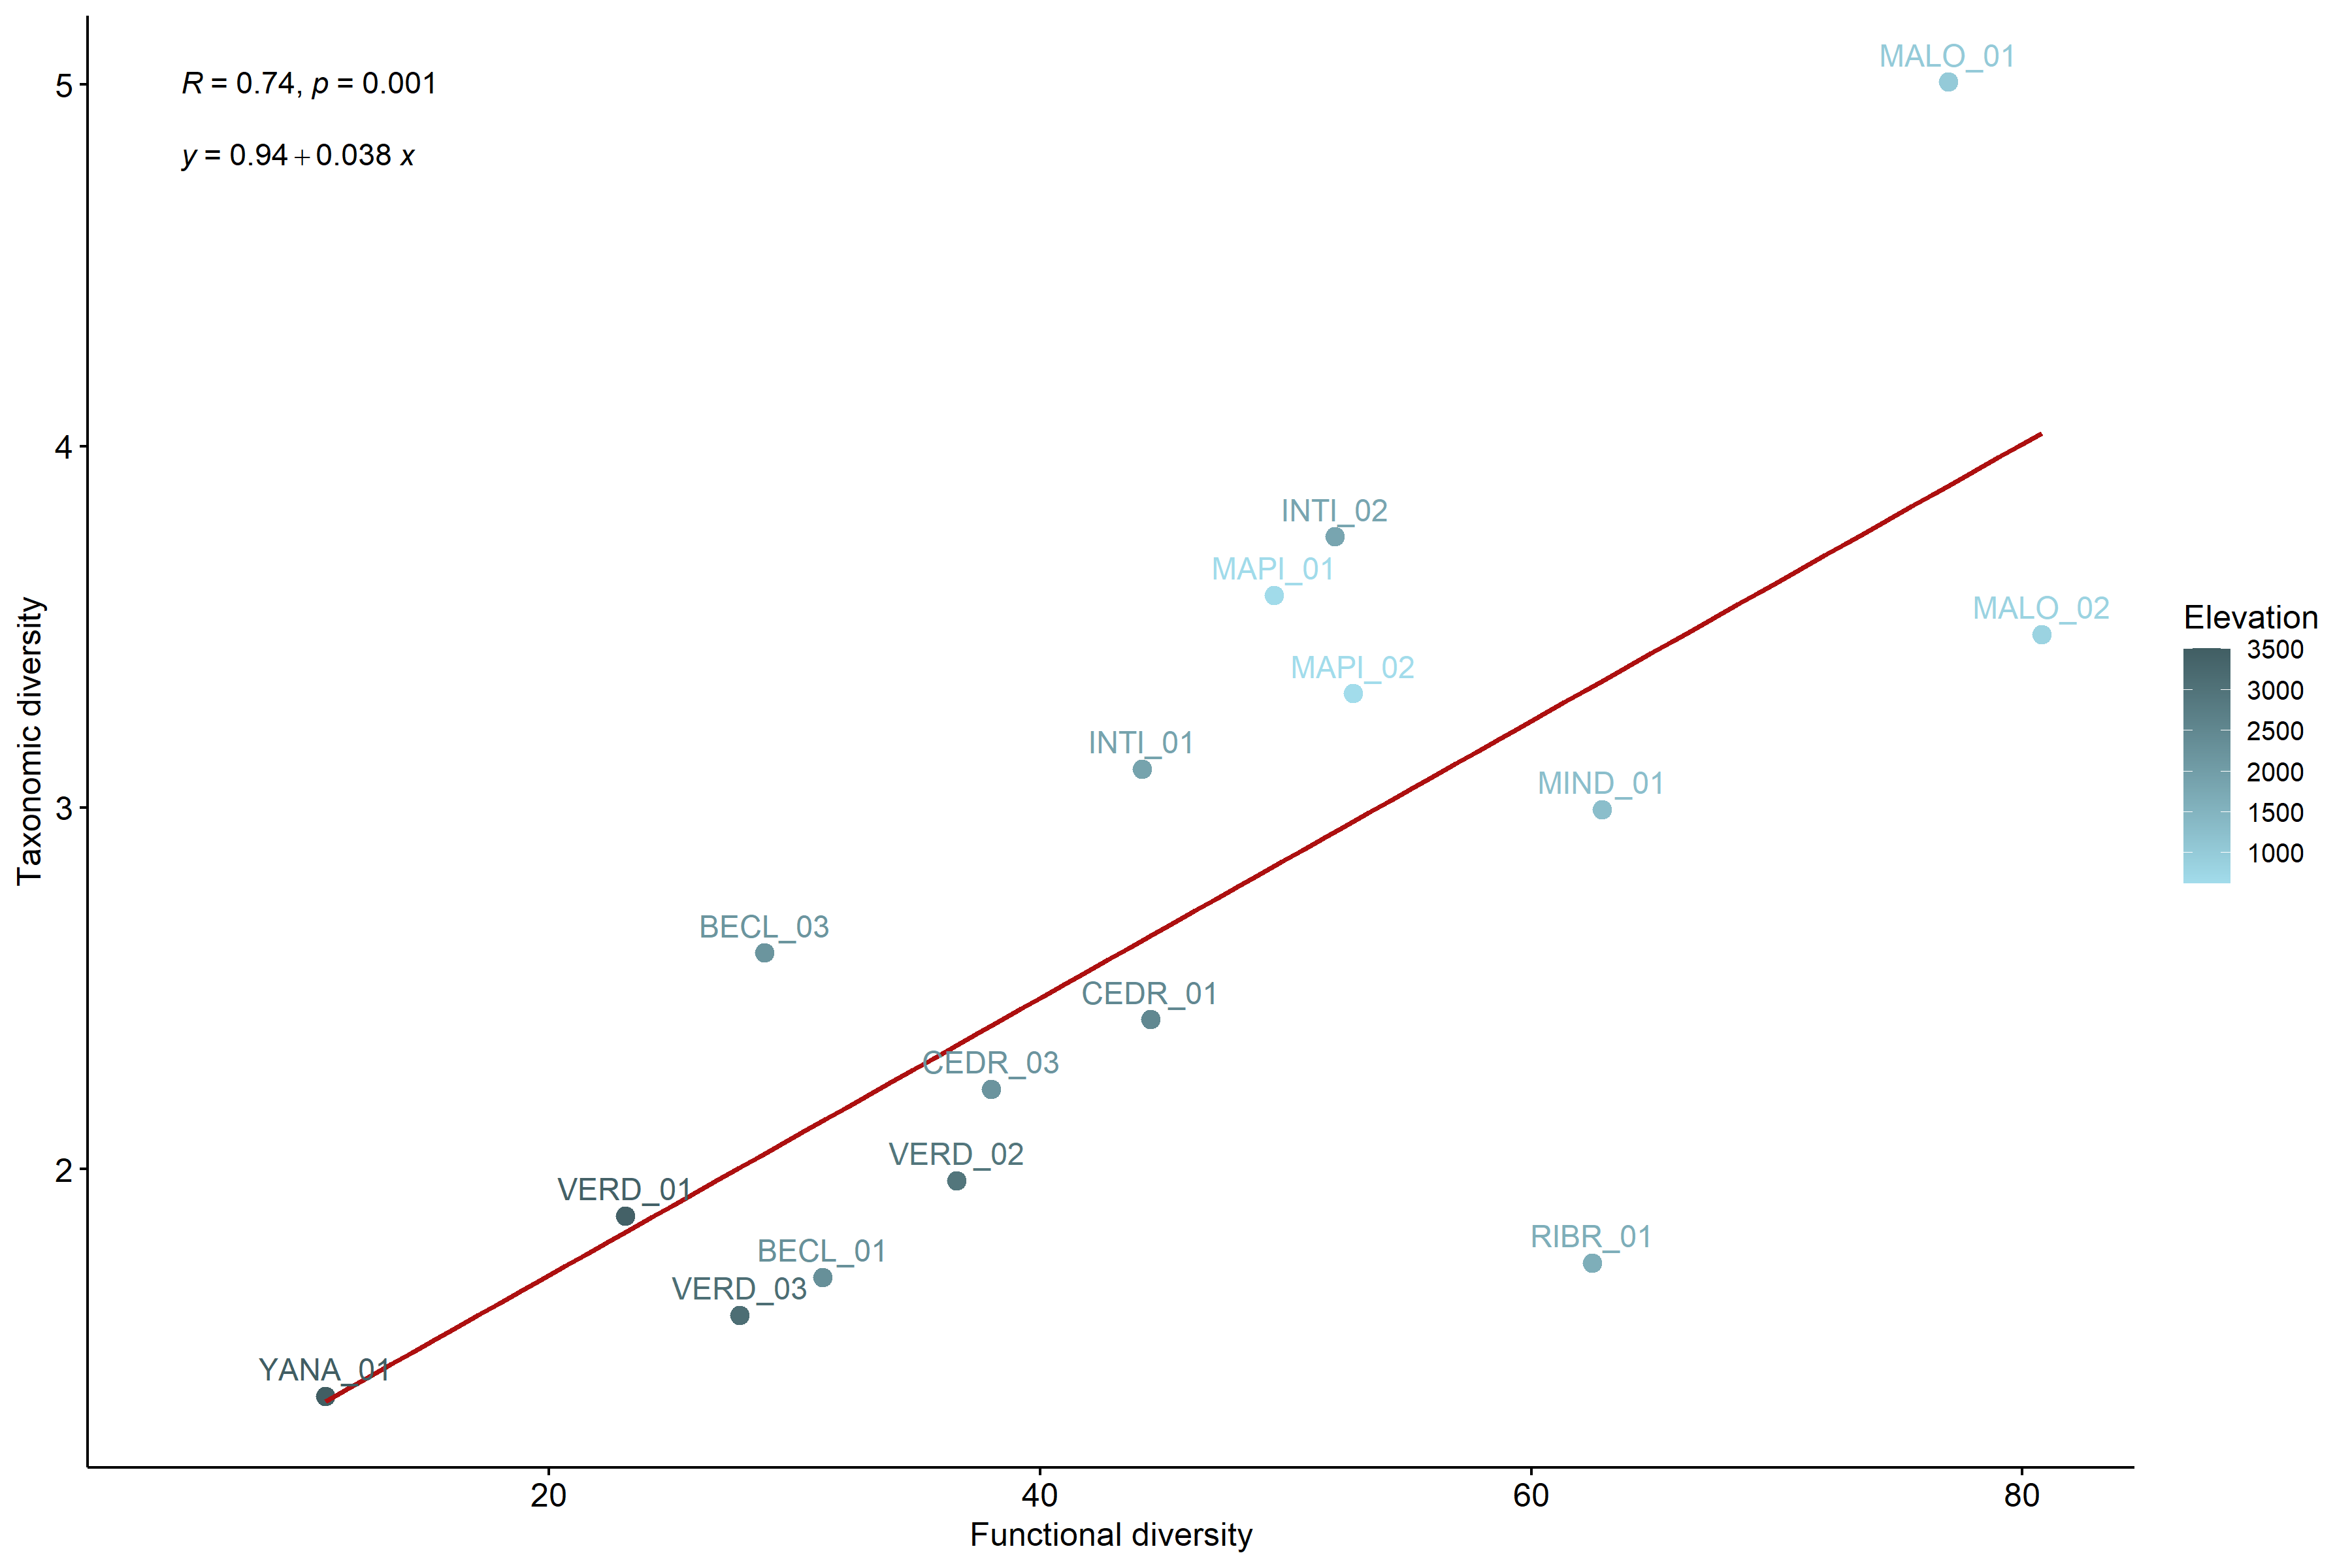 R = 0.74, p = 0.001
y = 0.94 + 0.038 x
MALO_01
INTI_02
MAPI_01
MALO_02
MAPI_02
INTI_01
MIND_01
BECL_03
CEDR_01
CEDR_03
VERD_02
VERD_01
RIBR_01
BECL_01
VERD_03
YANA_01
5
4
3
2
Taxonomic diversity
20
40
60
80
Functional diversity
Elevation
3500
3000
2500
2000
1500
1000